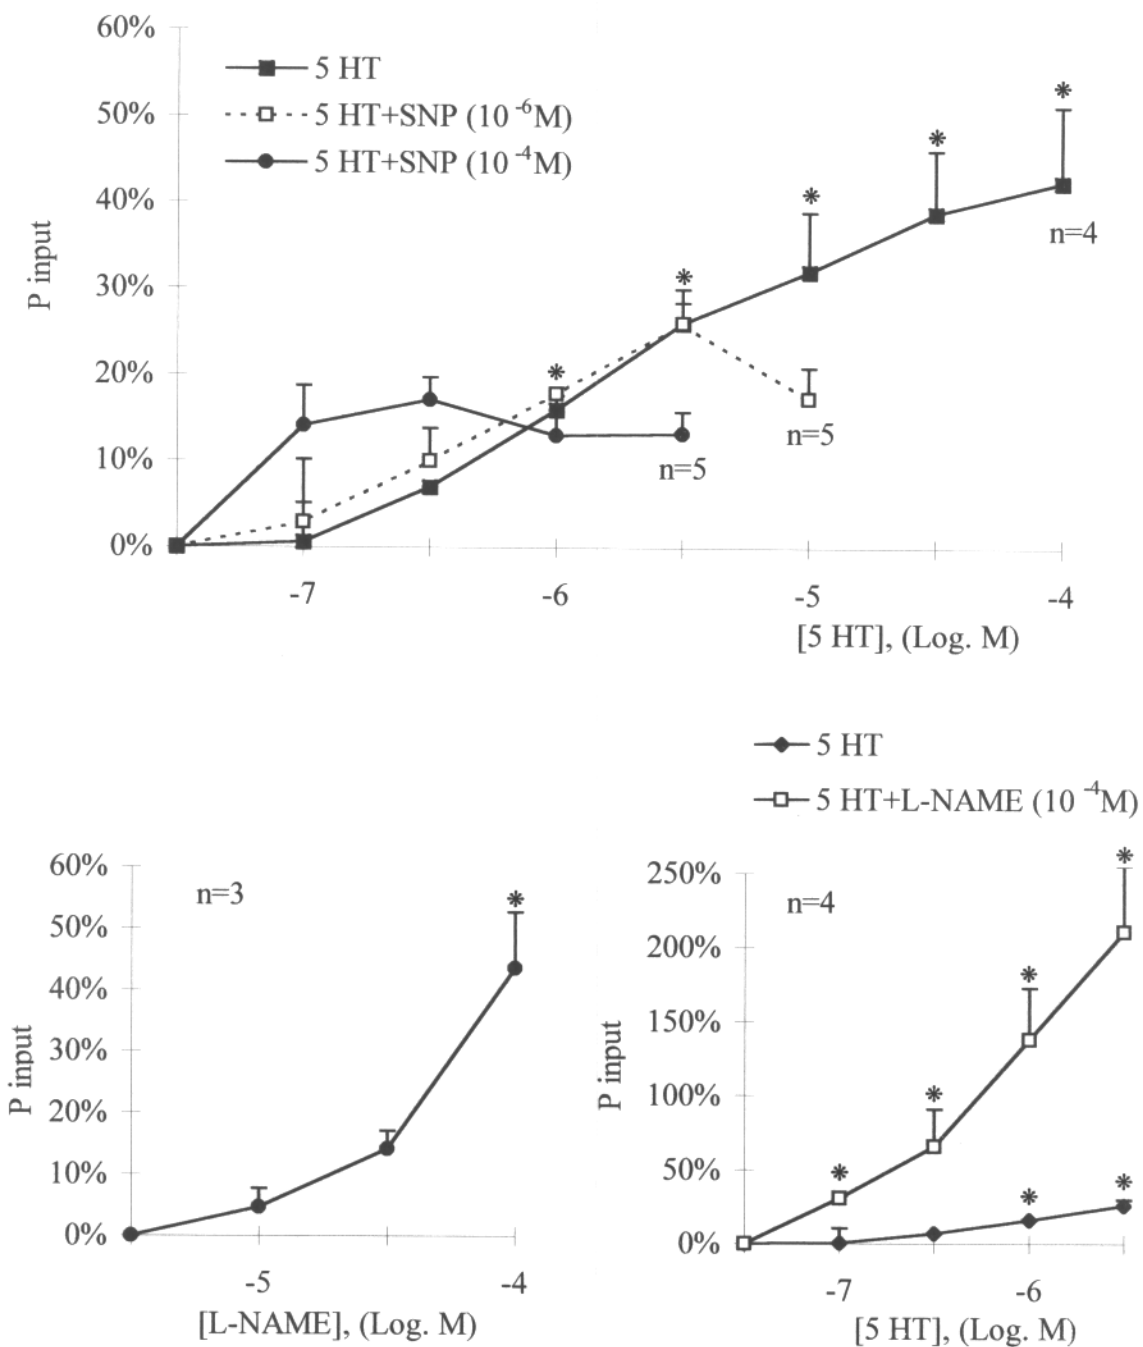 60%
5 HT
50%
5 HT+SNP (10 -6M)
5 HT+SNP (10 -4M)
40%
P input
n=4
30%
20%
n=5
10%
n=5
0%
-7 -6 -5 -4
[5 HT], (Log. M)
5 HT
5 HT+L-NAME (10 -4M)
60%
n=3
50%
40%
30%
P input
20%
10%
0%
-5 -4
[L-NAME], (Log. M)
250%
n=4
200%
150%
P input
100%
50%
0%
-7 -6
[5 HT], (Log. M)